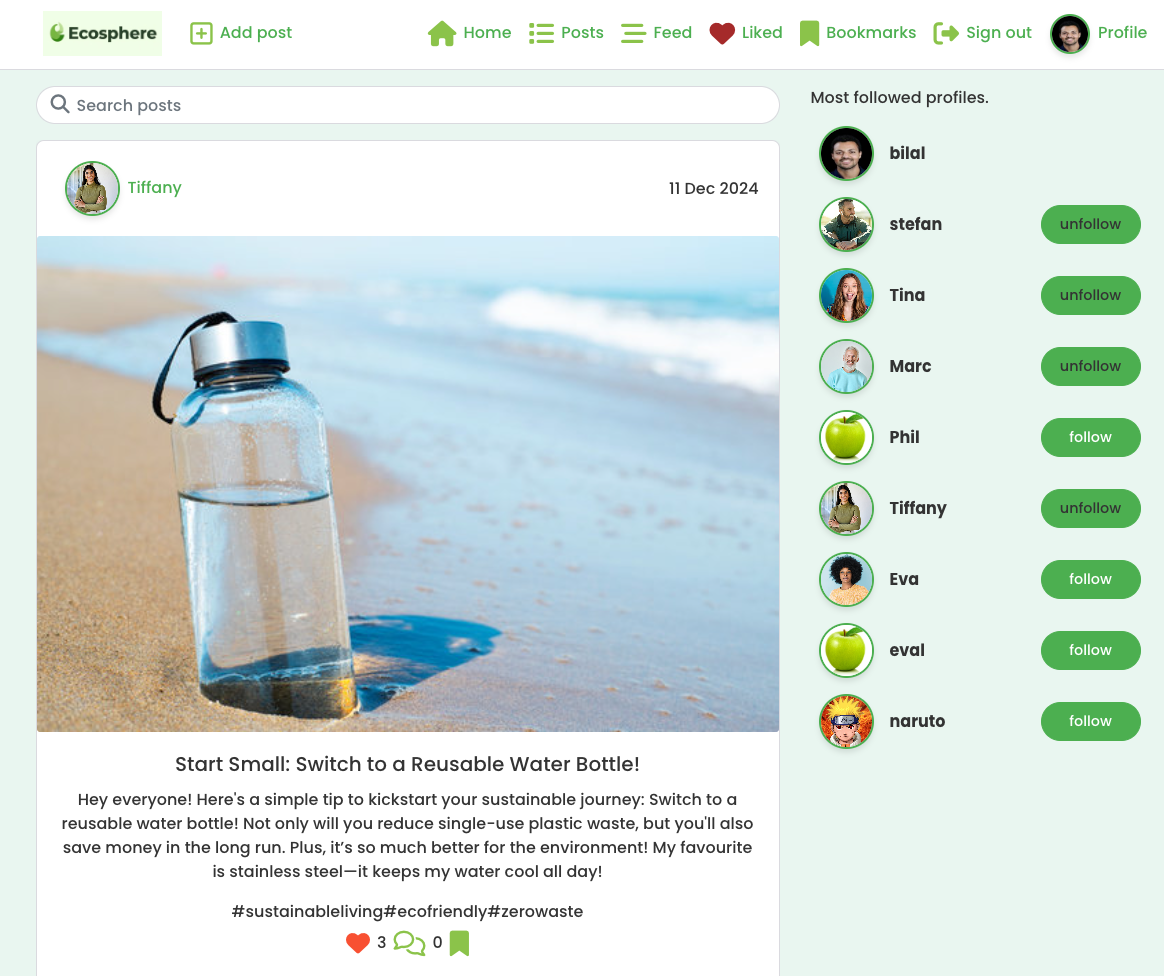 Ecosphere
Add post
Home
Posts
Feed
Liked
Bookmarks
Sign out
Profile
Search posts
Tiffany
11 Dec 2024
Start Small: Switch to a Reusable Water Bottle!
Hey everyone! Here's a simple tip to kickstart your sustainable journey: Switch to a
reusable water bottle! Not only will you reduce single-use plastic waste, but you'll also
save money in the long run. Plus, it’s so much better for the environment! My favourite
is stainless steel—it keeps my water cool all day!
#sustainableliving#ecofriendly#zerowaste
3
0
Most followed profiles.
bilal
stefan
unfollow
Tina
unfollow
Marc
unfollow
Phil
follow
Tiffany
unfollow
Eva
follow
eval
follow
naruto
follow